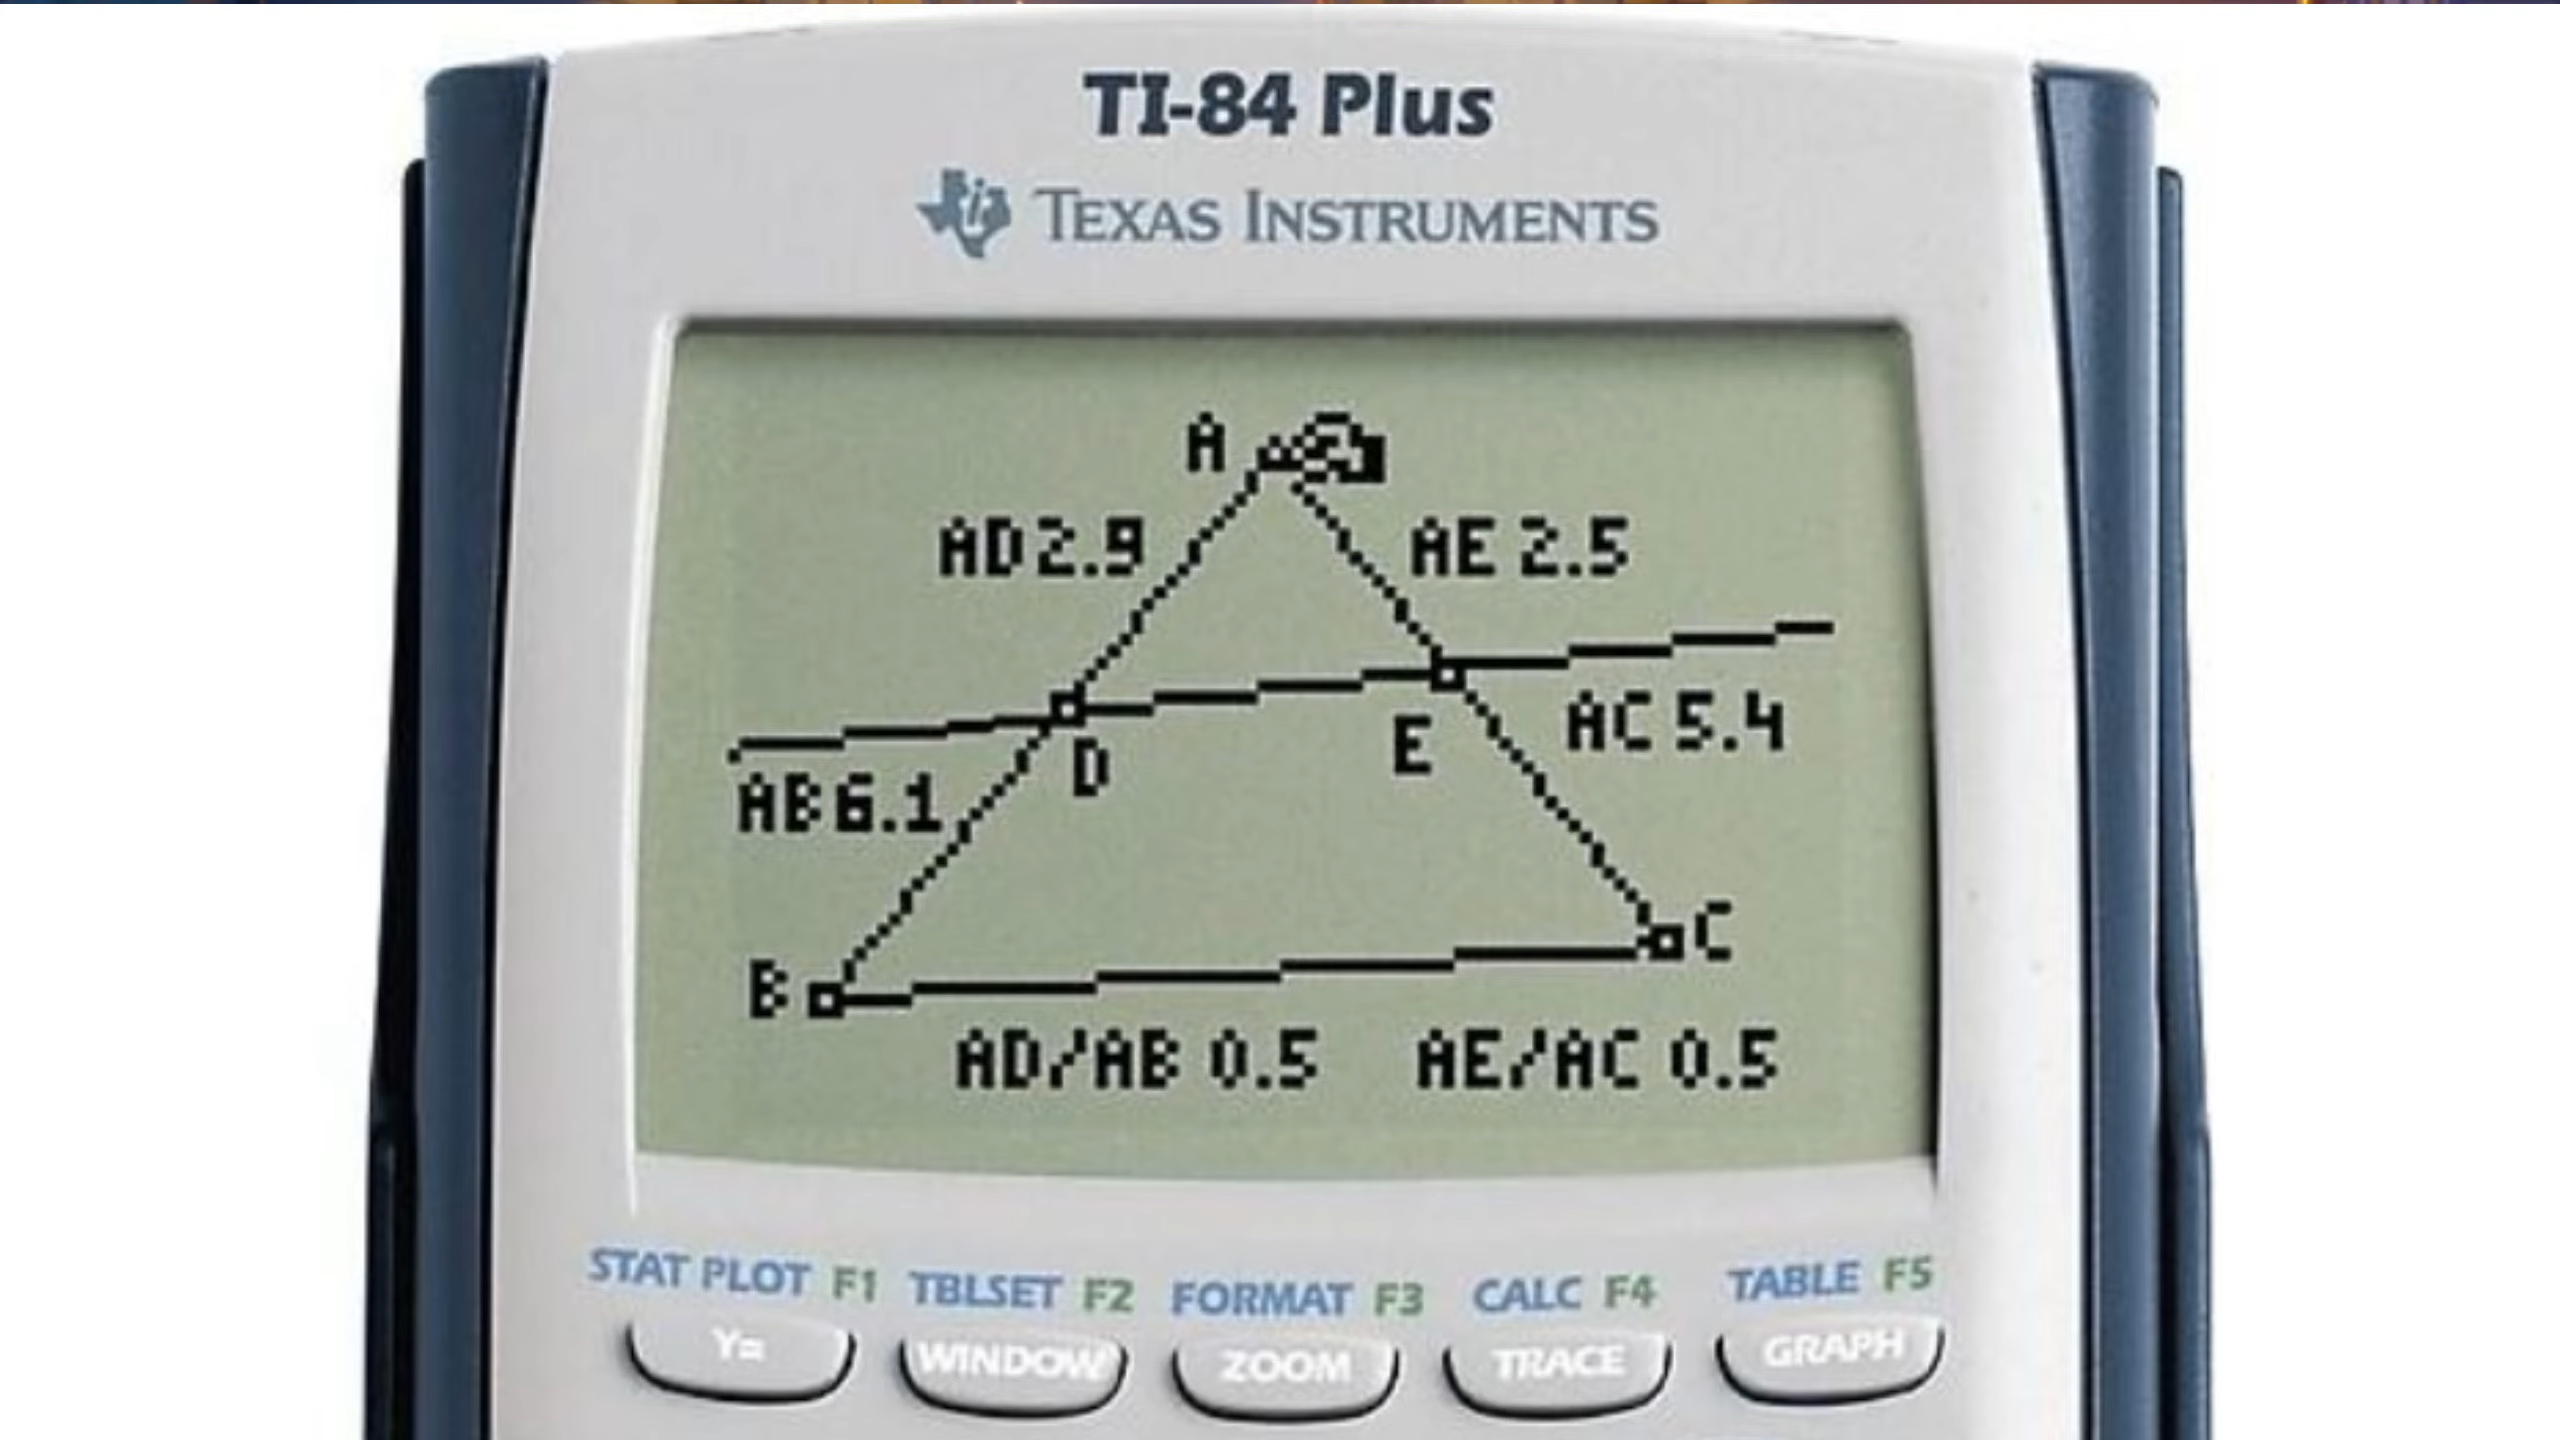 TI-84 Plus
TEXAS INSTRUMENTS
A
AD 2.9 AE 2.5
AC 5.4
D E
AB 6.1
B C
AD/AB 0.5 AE/AC 0.5
STAT PLOT F1 TBLSET F2 FORMAT F3 CALC F4 TABLE F5
Y= WINDOW ZOOM TRACE GRAPH